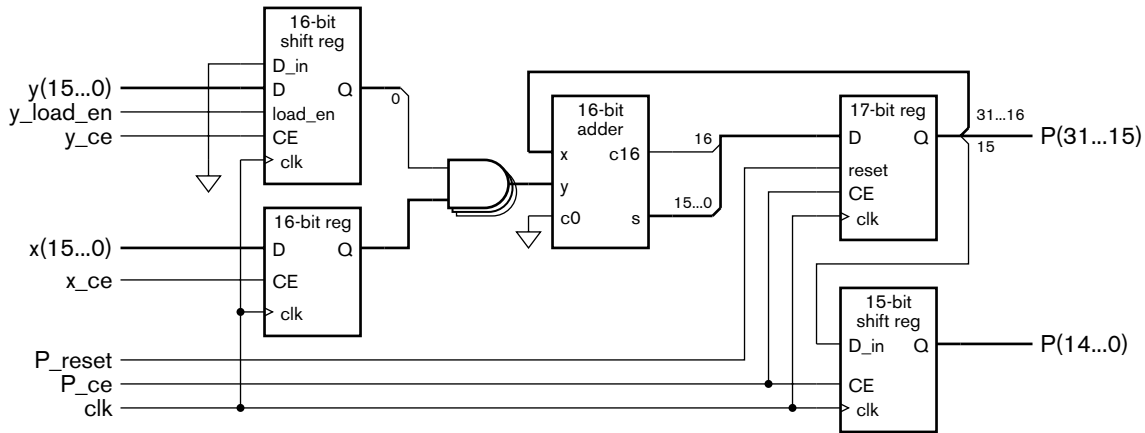 16-bit
shift reg
D_in
y(15...0)
D
Q
0
y_load_en
load_en
y_ce
CE
clk
16-bit reg
x(15...0)
D
Q
x_ce
CE
clk
16-bit
adder
x
c16
16
y
15...0
c0
s
17-bit reg
31...16
D
Q
P(31...15)
15
reset
CE
clk
15-bit
shift reg
D_in
Q
P(14...0)
CE
clk
P_reset
P_ce
clk